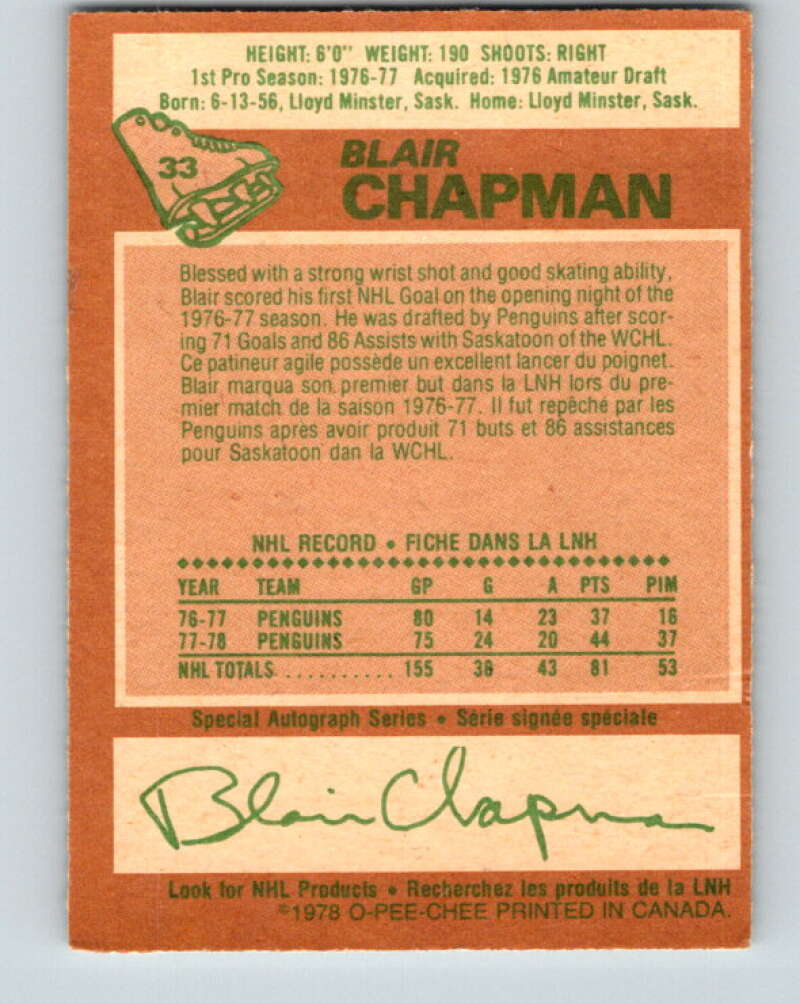 HEIGHT: 6'0" WEIGHT: 190 SHOOTS: RIGHT
1st Pro Season: 1976-77 Acquired: 1976 Amateur Draft
Born: 6-13-56, Lloyd Minster, Sask. Home: Lloyd Minster, Sask.
33
BLAIR
CHAPMAN
Blessed with a strong wrist shot and good skating ability,
Blair scored his first NHL Goal on the opening night of the
1976-77 season. He was drafted by Penguins after scor-
ing 71 Goals and 86 Assists with Saskatoon of the WCHL.
Ce patineur agile possède un excellent lancer du poignet.
Blair marqua son premier but dans la LNH lors du pre-
mier match de la saison 1976-77. Il fut repêché par les
Penguins après avoir produit 71 buts et 86 assistances
pour Saskatoon dan la WCHL.
NHL RECORD • FICHE DANS LA LNH
YEAR TEAM GP G A PTS PIM
76-77 PENGUINS 80 14 23 37 16
77-78 PENGUINS 75 24 20 44 37
NHL TOTALS........... 155 38 43 81 53
Special Autograph Series • Série signée spéciale
Blair Chapman
Look for NHL Products • Recherchez les produits de la LNH
©1978 O-PEE-CHEE PRINTED IN CANADA.